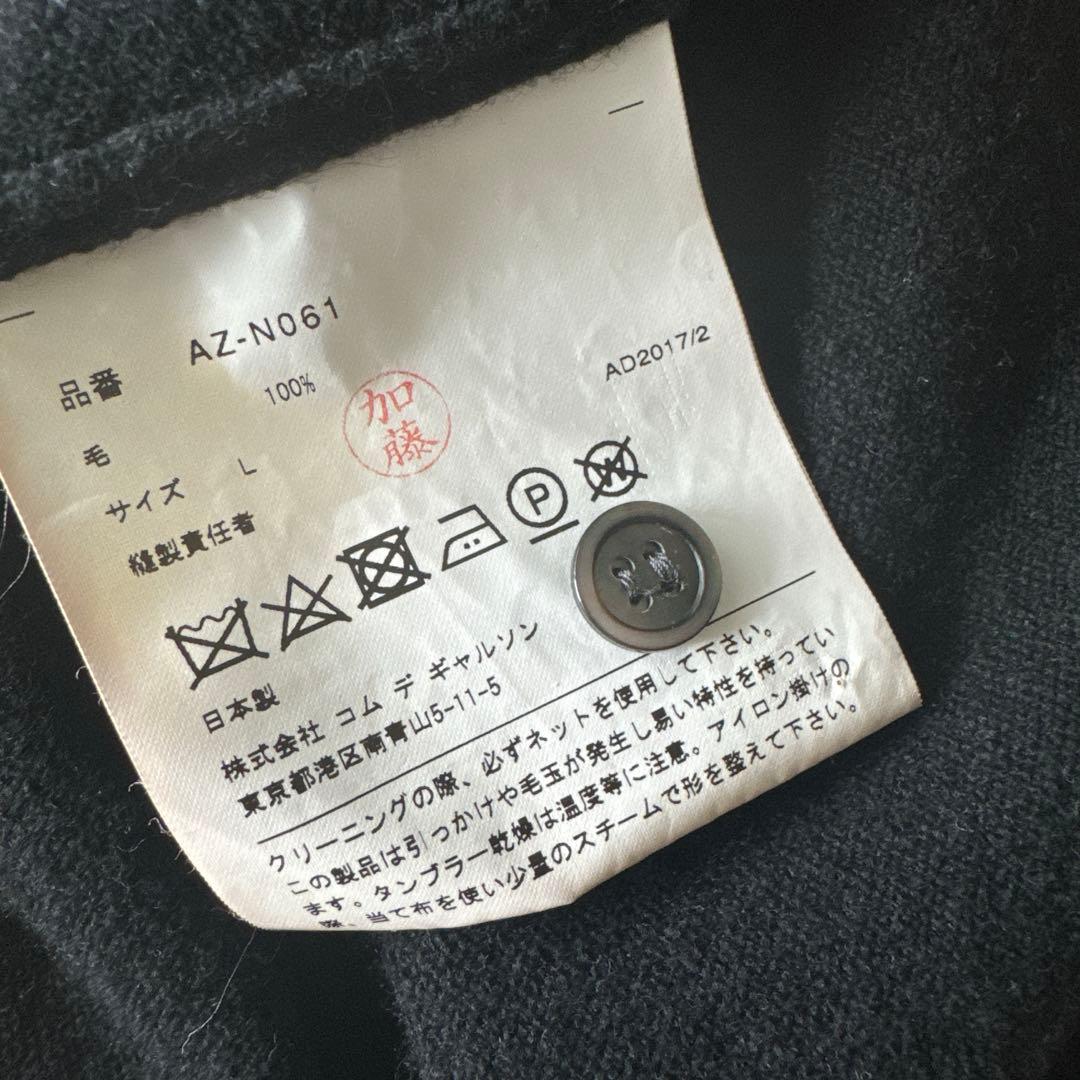 品番 AZ-N061
毛 100%
加藤
AD2017/2
サイズ L
縫製責任者
P
W
日本製
株式会社 コム デ ギャルソン
東京都港区南青山5-11-5
クリーニングの際、必ずネットを使用して下さい。
この製品は引っかけや毛玉が発生し易い特性を持ってい
ます。タンブラー乾燥は温度等に注意。アイロン掛けの
際、当て布を使い少量のスチームで形を整えて下さい。